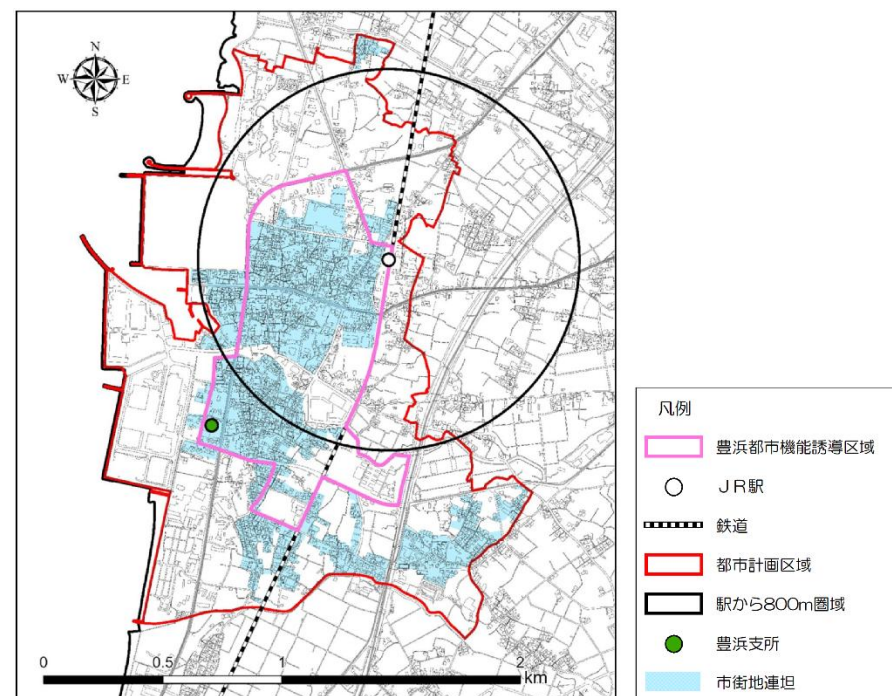 N
W E
S
0 0.5 1 2
km
凡例
豊浜都市機能誘導区域
JR駅
鉄道
都市計画区域
駅から800m圏域
豊浜支所
市街地連坦